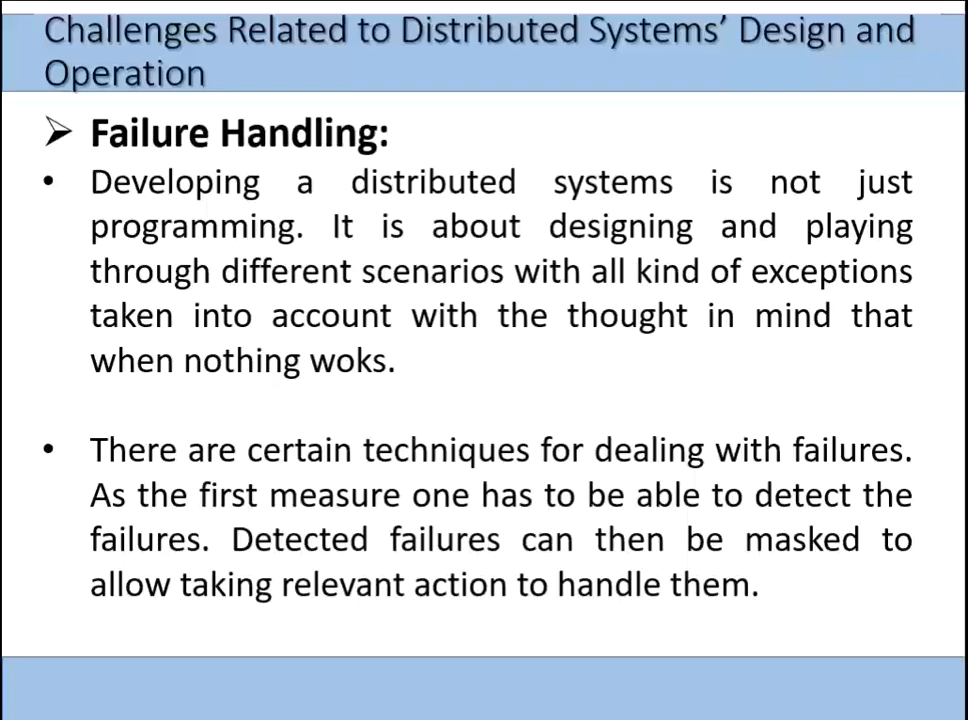 Challenges Related to Distributed Systems’ Design and
Operation
➢ Failure Handling:
• Developing a distributed systems is not just
programming. It is about designing and playing
through different scenarios with all kind of exceptions
taken into account with the thought in mind that
when nothing woks.
• There are certain techniques for dealing with failures.
As the first measure one has to be able to detect the
failures. Detected failures can then be masked to
allow taking relevant action to handle them.